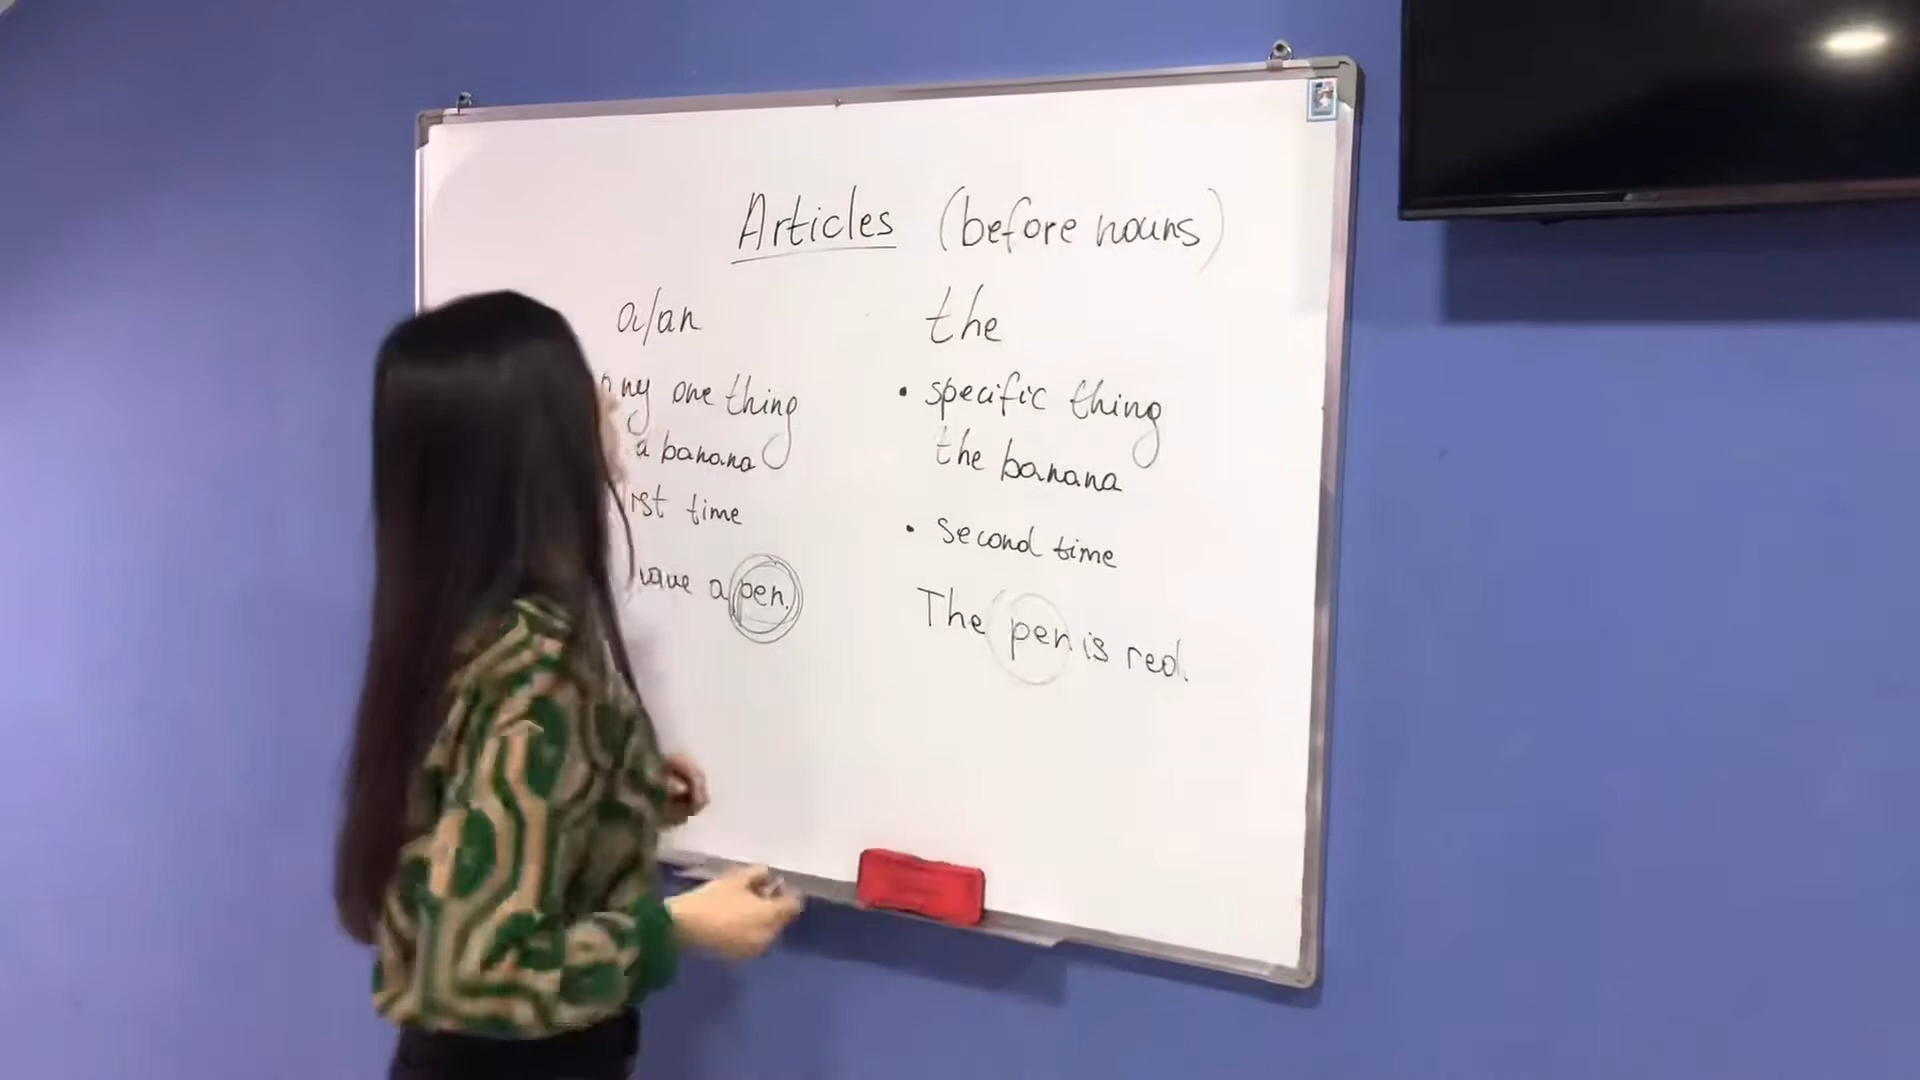 Articles (before nouns)
a/an
the
one thing
a banana
time
a pen.
• specific thing
the banana
• second time
The pen is red.